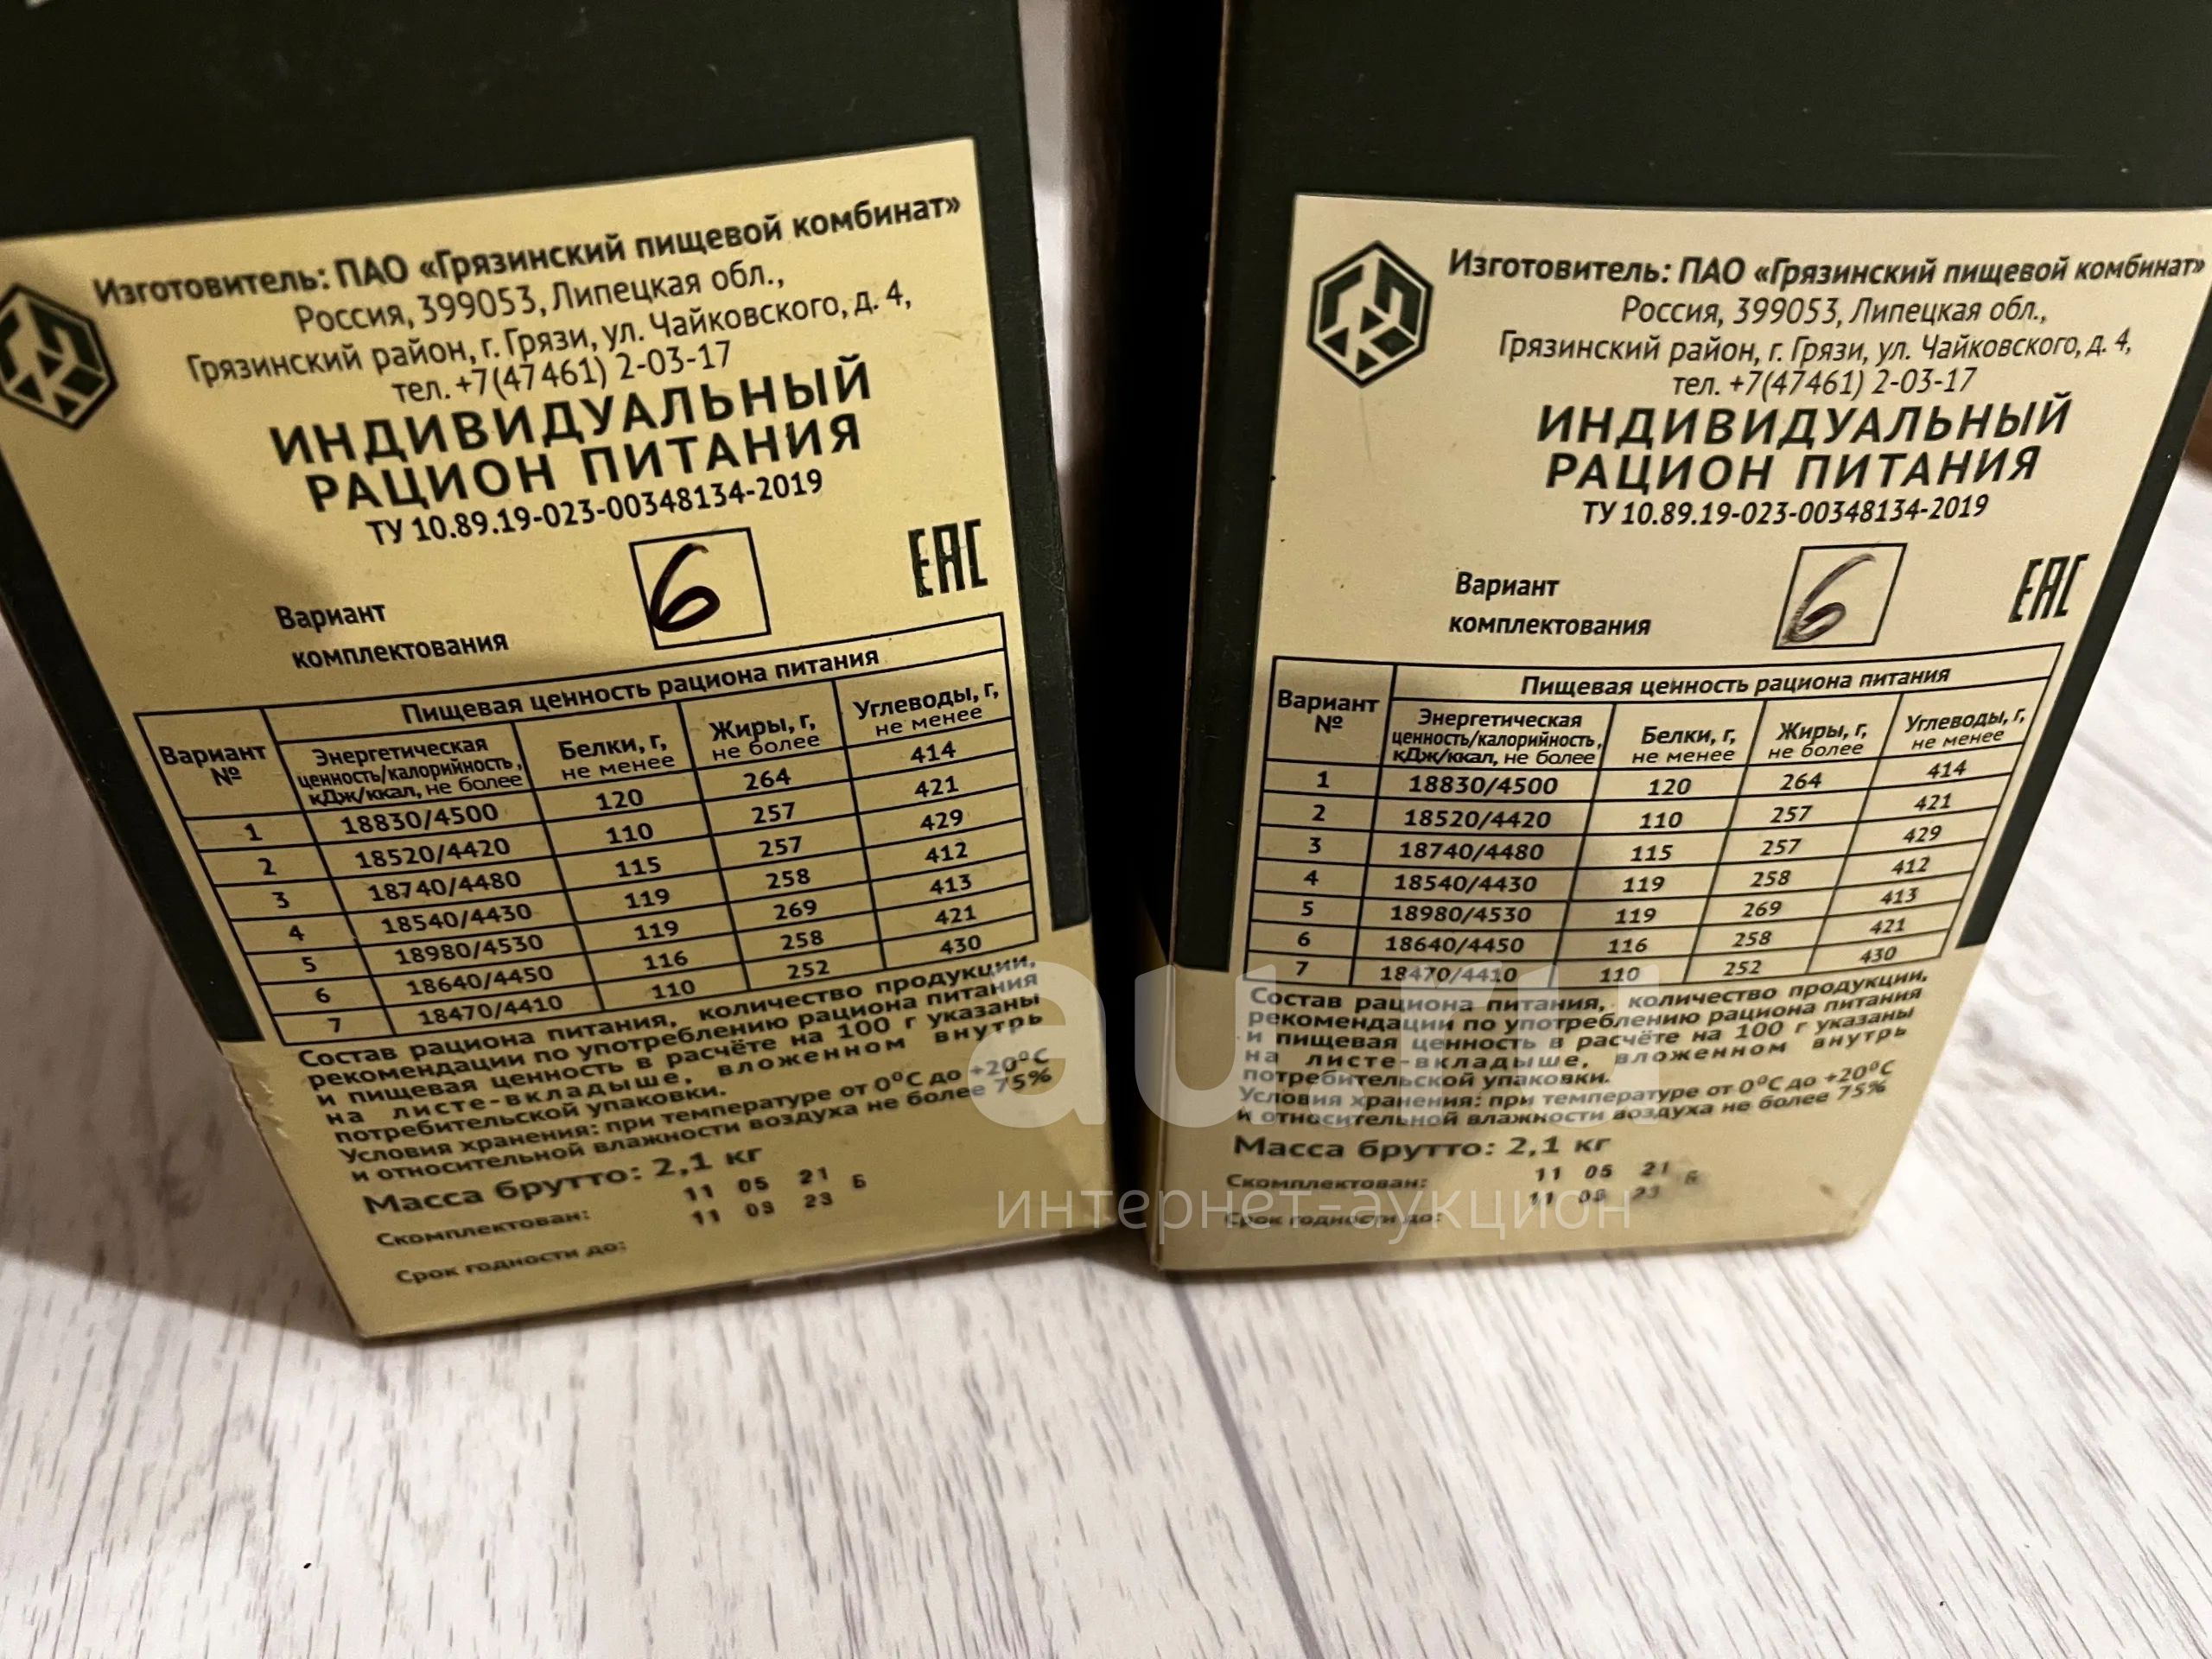 Изготовитель: ПАО «Грязинский пищевой комбинат»
Россия, 399053, Липецкая обл.,
Грязинский район, г. Грязи, ул. Чайковского, д. 4,
тел. +7(47461) 2-03-17
ИНДИВИДУАЛЬНЫЙ
РАЦИОН ПИТАНИЯ
ТУ 10.89.19-023-00348134-2019
Вариант
комплектования
6
ЕАС
Вариант №
Пищевая ценность рациона питания
Энергетическая ценность/калорийность, кДж/ккал, не более
Белки, г, не менее
Жиры, г, не более
Углеводы, г, не менее
1 18830/4500 120 264 414
2 18520/4420 110 257 421
3 18740/4480 115 257 429
4 18540/4430 119 258 412
5 18980/4530 119 269 413
6 18640/4450 116 258 421
7 18470/4410 110 252 430
Состав рациона питания, количество продукции,
рекомендации по употреблению рациона питания
и пищевая ценность в расчёте на 100 г указаны
на листе-вкладыше, вложенном внутрь
потребительской упаковки.
Условия хранения: при температуре от 0°С до +20°С
и относительной влажности воздуха не более 75%
Масса брутто: 2,1 кг
Скомплектован: 11 05 21
Срок годности до: 11 03 23 Б
Изготовитель: ПАО «Грязинский пищевой комбинат»
Россия, 399053, Липецкая обл.,
Грязинский район, г. Грязи, ул. Чайковского, д. 4,
тел. +7(47461) 2-03-17
ИНДИВИДУАЛЬНЫЙ
РАЦИОН ПИТАНИЯ
ТУ 10.89.19-023-00348134-2019
Вариант
комплектования
6
ЕАС
Вариант №
Пищевая ценность рациона питания
Энергетическая ценность/калорийность, кДж/ккал, не более
Белки, г, не менее
Жиры, г, не более
Углеводы, г, не менее
1 18830/4500 120 264 414
2 18520/4420 110 257 421
3 18740/4480 115 257 429
4 18540/4430 119 258 412
5 18980/4530 119 269 413
6 18640/4450 116 258 421
7 18470/4410 110 252 430
Состав рациона питания, количество продукции,
рекомендации по употреблению рациона питания
и пищевая ценность в расчёте на 100 г указаны
на листе-вкладыше, вложенном внутрь
потребительской упаковки.
Условия хранения: при температуре от 0°С до +20°С
и относительной влажности воздуха не более 75%
Масса брутто: 2,1 кг
Скомплектован: 11 05 21
Срок годности до: 11 23
au.ru
интернет-аукцион